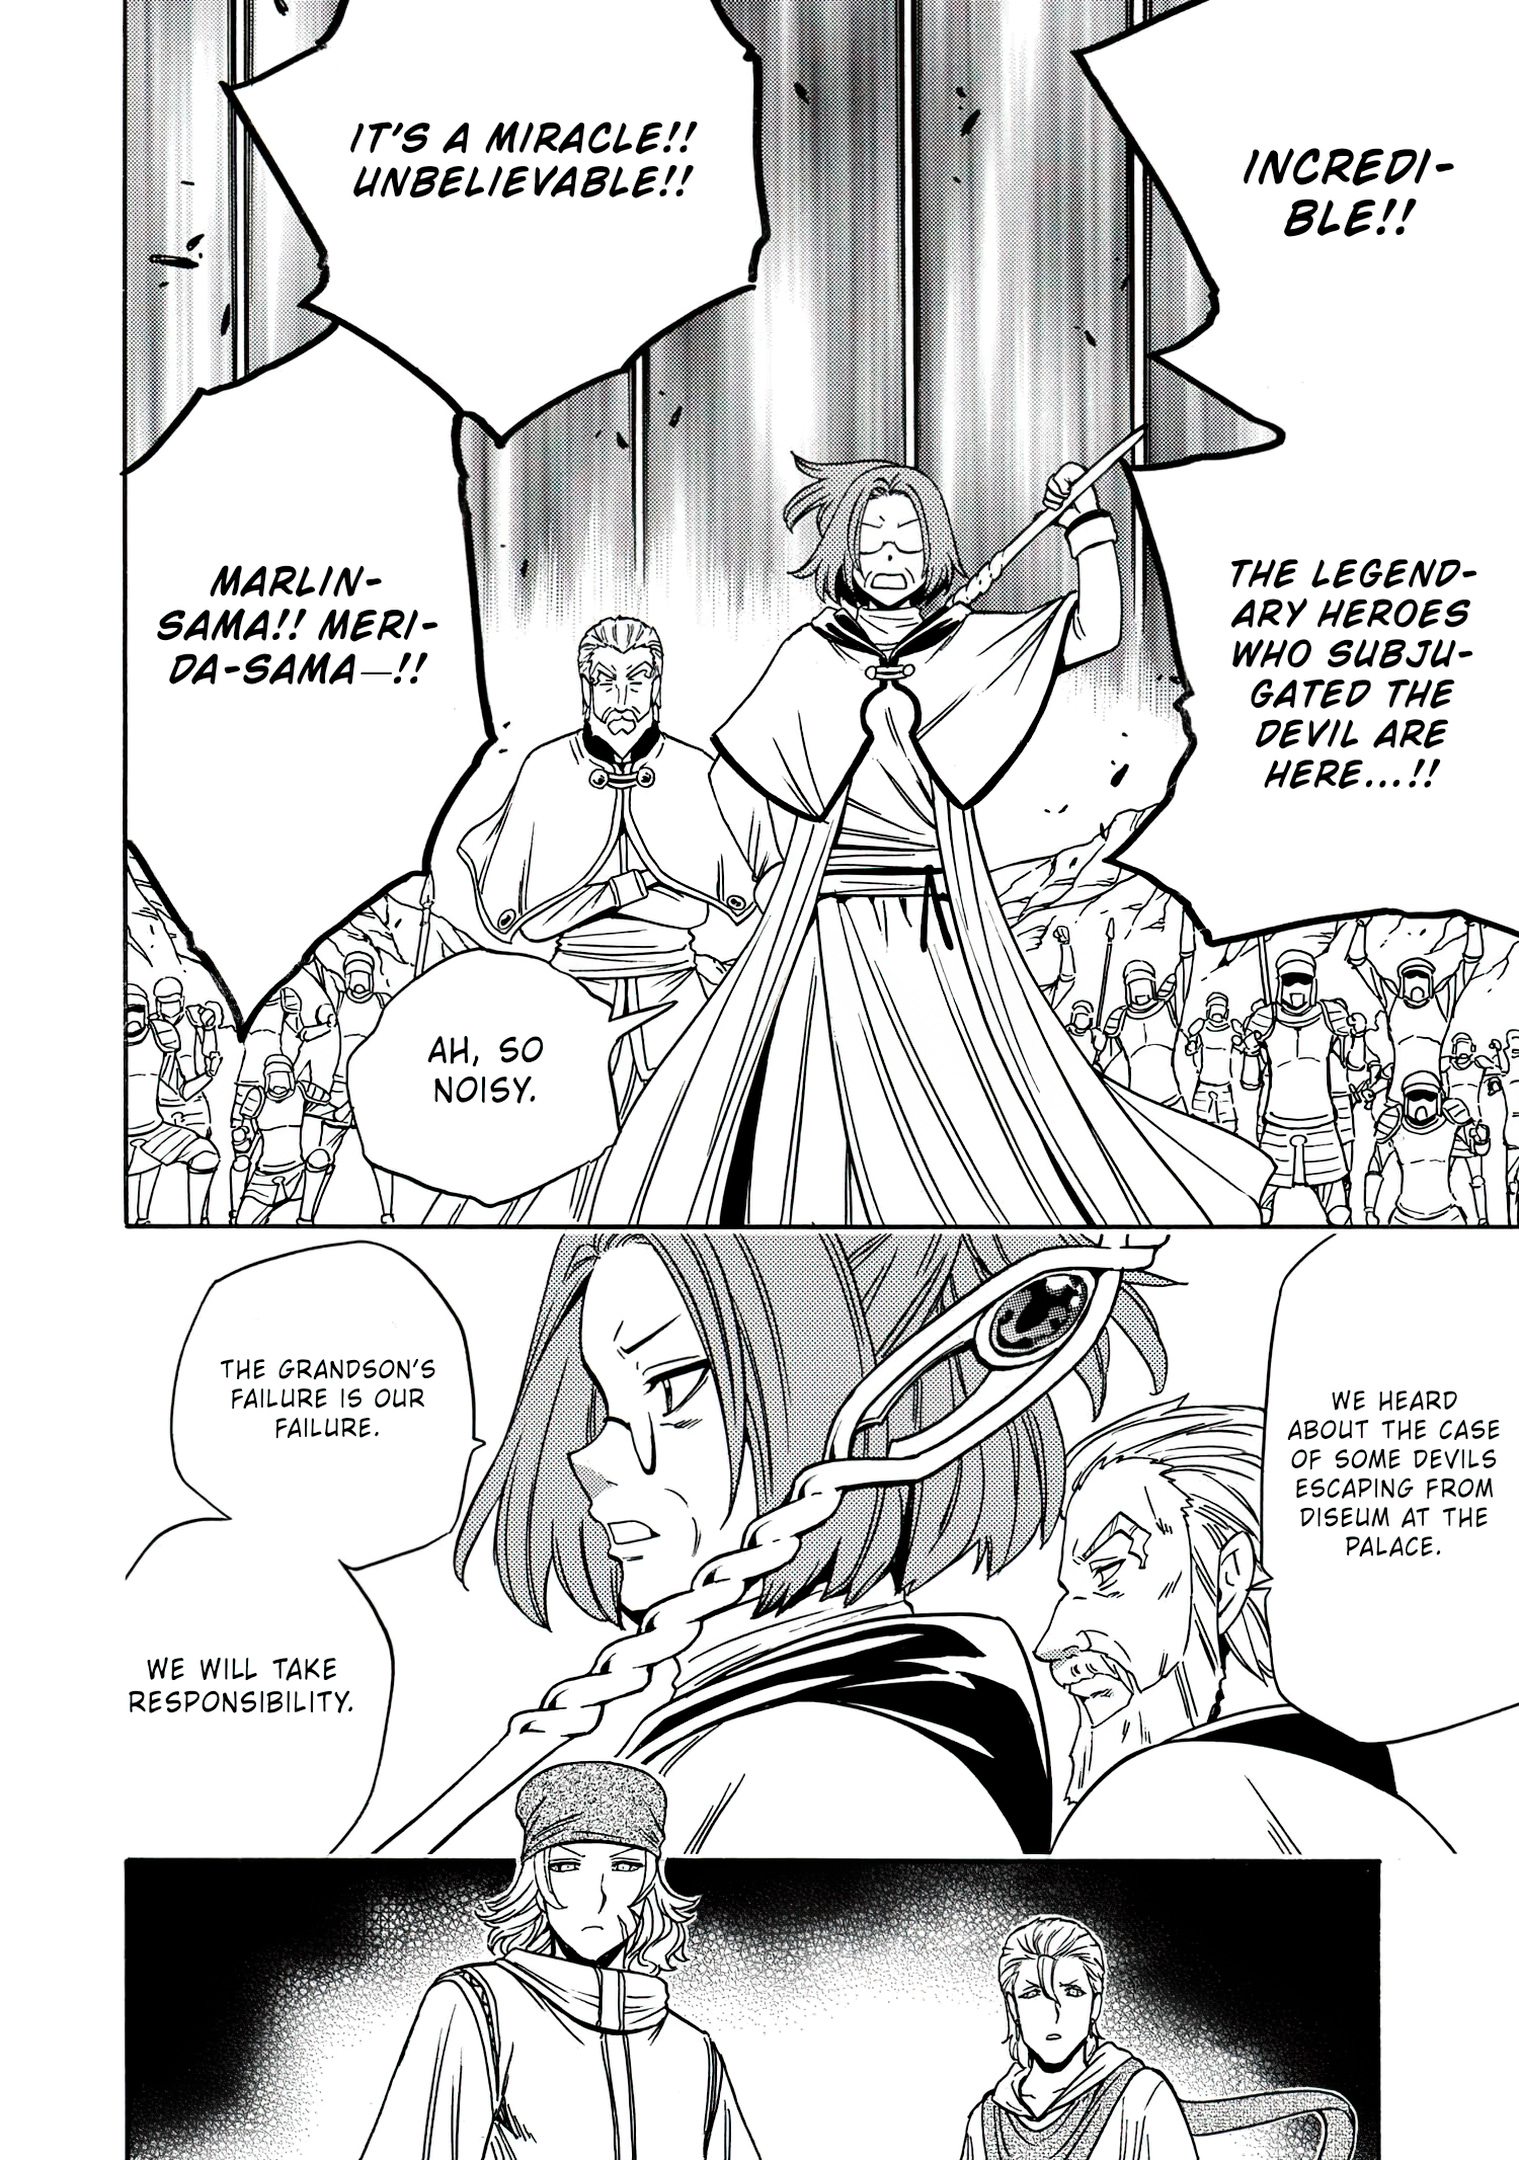 INCREDI-
BLE!!
IT'S A MIRACLE!!
UNBELIEVABLE!!
THE LEGEND-
ARY HEROES
WHO SUBJU-
GATED THE
DEVIL ARE
HERE...!!
MARLIN-
SAMA!! MERI-
DA-SAMA—!!
AH, SO
NOISY.
WE HEARD
ABOUT THE CASE
OF SOME DEVILS
ESCAPING FROM
DISEUM AT THE
PALACE.
THE GRANDSON'S
FAILURE IS OUR
FAILURE.
WE WILL TAKE
RESPONSIBILITY.